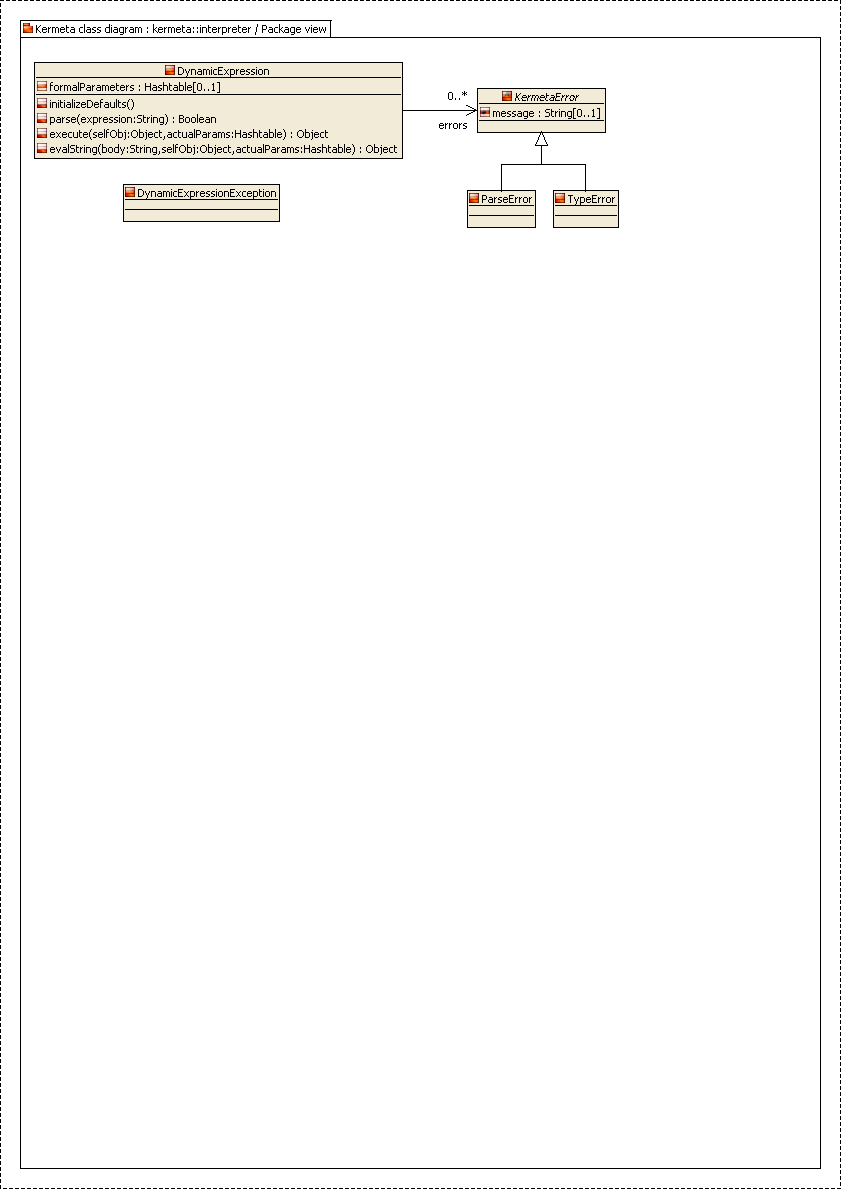 Kermeta class diagram : kermeta::interpreter / Package view
DynamicExpression
formalParameters : Hashtable[0..1]
initializeDefaults()
parse(expression:String) : Boolean
execute(selfObj:Object,actualParams:Hashtable) : Object
evalString(body:String,selfObj:Object,actualParams:Hashtable) : Object
0..*
errors
KermetaError
message : String[0..1]
DynamicExpressionException
ParseError
TypeError